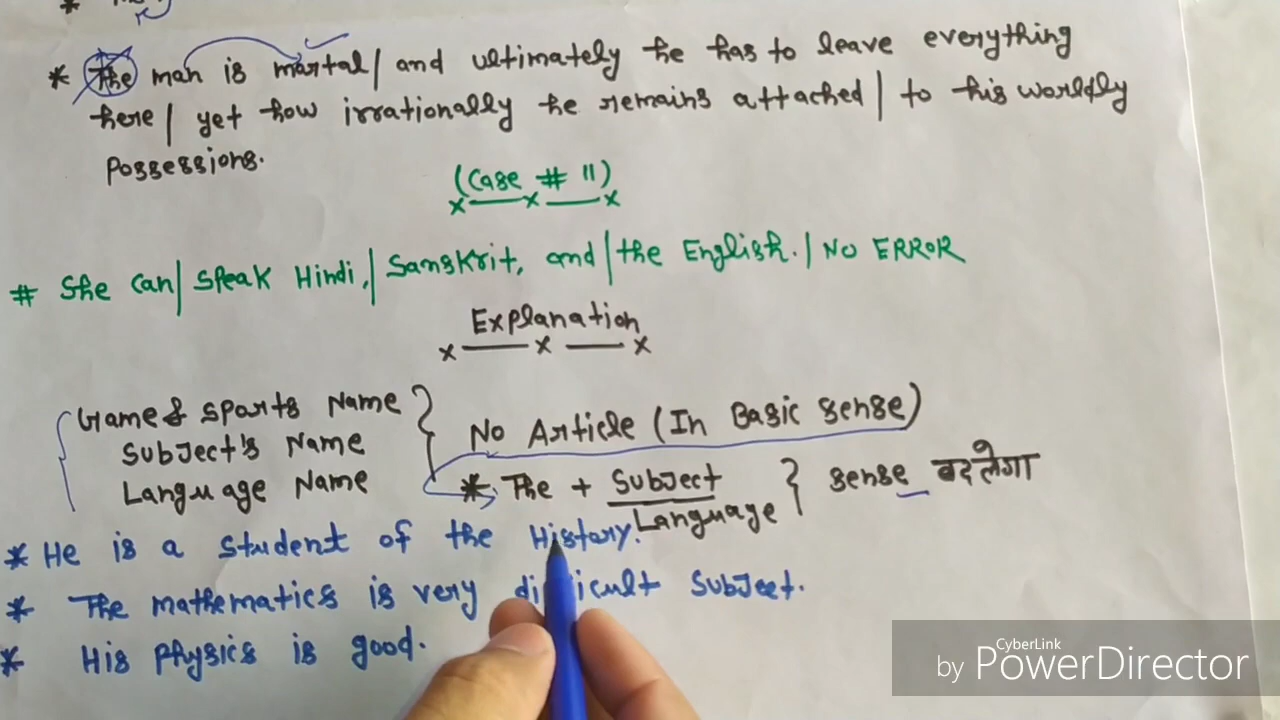 * The man is mortal/ and ultimately he has to leave everything
here/ yet how irrationally he remains attached/ to his worldly
possessions.
(Case # 11)
# She can/ speak Hindi,/ Sanskrit, and/ the English./ NO ERROR
Explanation
Game & sports Name
Subject's Name
Language Name
No Article (In Basic sense)
* The + Subject
Language
sense बदलेगा
* He is a student of the History.
* The mathematics is very difficult subject.
* His physics is good.
CyberLink
by PowerDirector